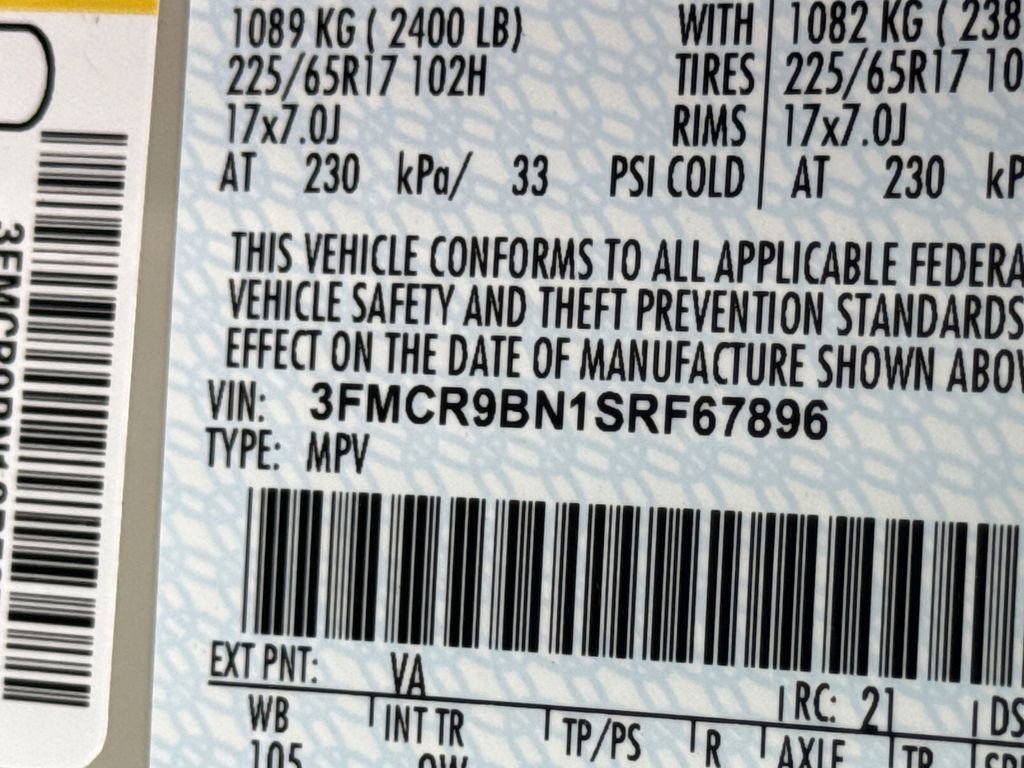 1089 KG ( 2400 LB) WITH 1082 KG ( 238
225/65R17 102H TIRES 225/65R17 10
17x7.0J RIMS 17x7.0J
AT 230 kPa/ 33 PSI COLD AT 230 kP
THIS VEHICLE CONFORMS TO ALL APPLICABLE FEDERA
VEHICLE SAFETY AND THEFT PREVENTION STANDARDS
EFFECT ON THE DATE OF MANUFACTURE SHOWN ABOV
VIN: 3FMCR9BN1SRF67896
TYPE: MPV
EXT PNT: VA RC: 21 DS
WB INT TR TP/PS R AXLE TR SPR
105